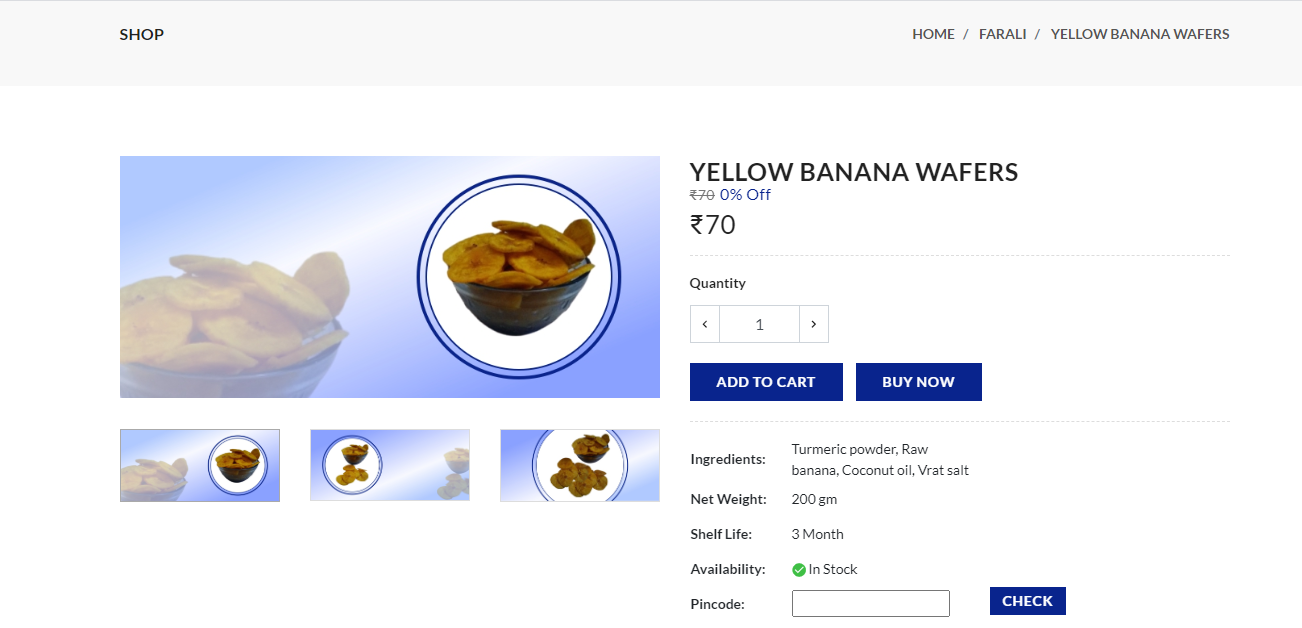 SHOP
HOME / FARALI / YELLOW BANANA WAFERS
YELLOW BANANA WAFERS
₹70 0% Off
₹70
Quantity
1
ADD TO CART BUY NOW
Ingredients: Turmeric powder, Raw
banana, Coconut oil, Vrat salt
Net Weight: 200 gm
Shelf Life: 3 Month
Availability: In Stock
Pincode: CHECK